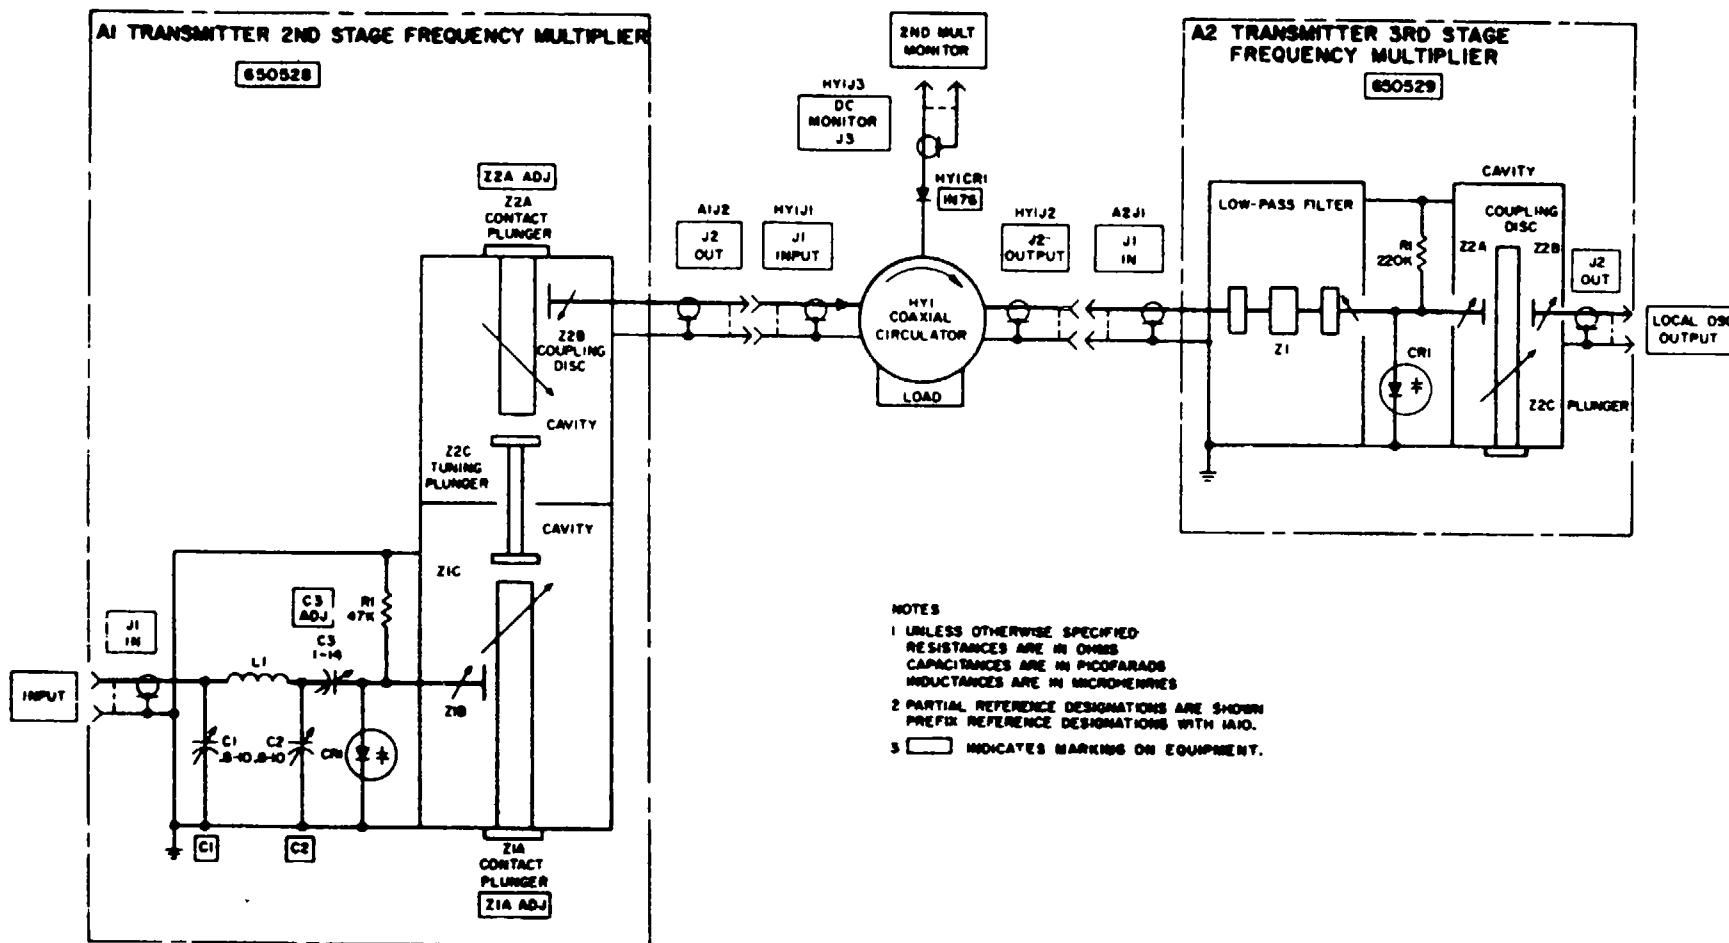 A1 TRANSMITTER 2ND STAGE FREQUENCY MULTIPLIER
650528
2ND MULT
MONITOR
HY1J3
DC
MONITOR
J3
HY1CR1
IN76
A2 TRANSMITTER 3RD STAGE
FREQUENCY MULTIPLIER
650529
Z2A ADJ
Z2A
CONTACT
PLUNGER
A1J2
J2
OUT
HY1J1
J1
INPUT
HY1
COAXIAL
CIRCULATOR
LOAD
HY1J2
J2
OUTPUT
A2J1
J1
IN
LOW-PASS FILTER
Z1
R1
220K
CR1
CAVITY
COUPLING
DISC
Z2A
Z2B
Z2C PLUNGER
J2
OUT
LOCAL
OUTPUT
Z2B
COUPLING
DISC
CAVITY
Z2C
TUNING
PLUNGER
CAVITY
Z1C
C3
ADJ
C3
1-14
R1
47K
J1
IN
INPUT
L1
Z1B
C1
.8-10
C2
.8-10
CR1
C1
C2
Z1A
CONTACT
PLUNGER
Z1A ADJ
NOTES
1 UNLESS OTHERWISE SPECIFIED
RESISTANCES ARE IN OHMS
CAPACITANCES ARE IN PICOFARADS
INDUCTANCES ARE IN MICROHENRIES
2 PARTIAL REFERENCE DESIGNATIONS ARE SHOWN
PREFIX REFERENCE DESIGNATIONS WITH 1A10.
3 INDICATES MARKING ON EQUIPMENT.